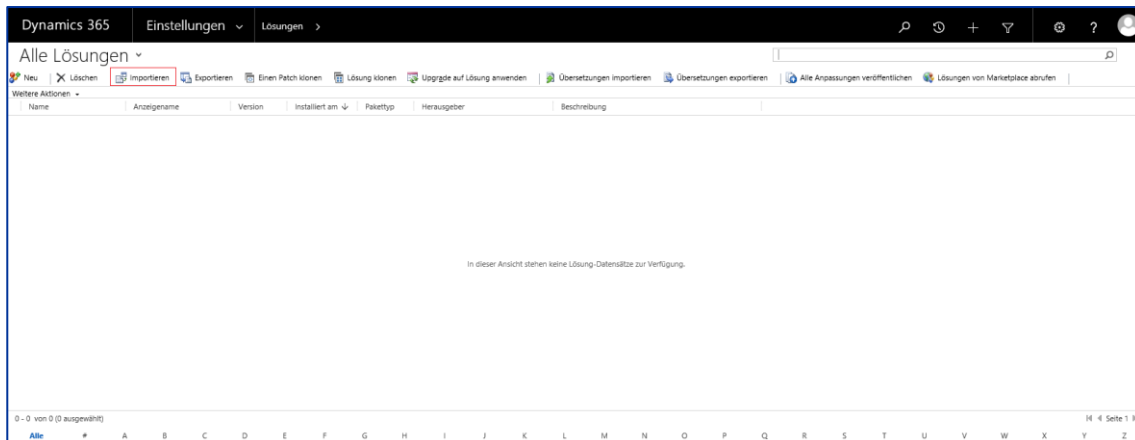 Dynamics 365 Einstellungen Lösungen
Alle Lösungen
Neu Löschen Importieren Exportieren Einen Patch klonen Lösung klonen Upgrade auf Lösung anwenden Übersetzungen importieren Übersetzungen exportieren Alle Anpassungen veröffentlichen Lösungen von Marketplace abrufen
Weitere Aktionen
Name Anzeigename Version Installiert am Pakettyp Herausgeber Beschreibung
In dieser Ansicht stehen keine Lösung-Datensätze zur Verfügung.
0 - 0 von 0 (0 ausgewählt) Seite 1
Alle # A B C D E F G H I J K L M N O P Q R S T U V W X Y Z